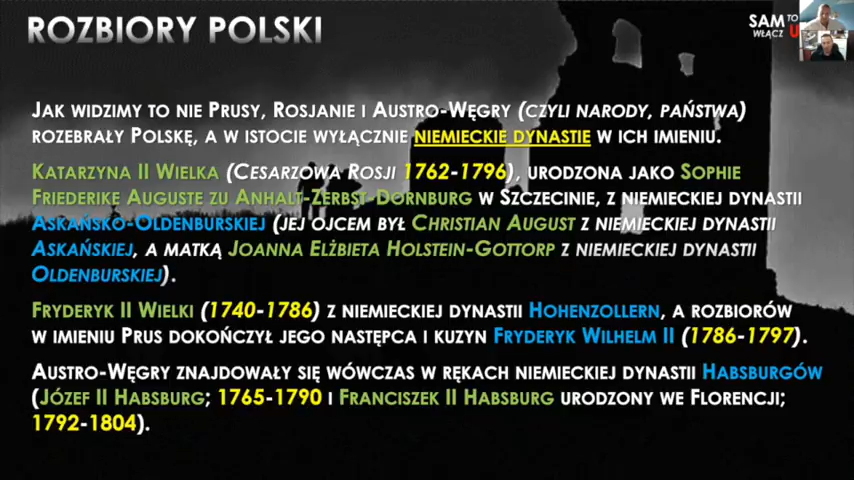 ROZBIORY POLSKI
SAM TO
WŁĄCZ U
JAK WIDZIMY TO NIE PRUSY, ROSJANIE I AUSTRO-WĘGRY (CZYLI NARODY, PAŃSTWA)
ROZEBRAŁY POLSKĘ, A W ISTOCIE WYŁĄCZNIE NIEMIECKIE DYNASTIE W ICH IMIENIU.
KATARZYNA II WIELKA (CESARZOWA ROSJI 1762-1796), URODZONA JAKO SOPHIE
FRIEDERIKE AUGUSTE ZU ANHALT-ZERBST-DORNBURG W SZCZECINIE, Z NIEMIECKIEJ DYNASTII
ASKAŃSKO-OLDENBURSKIEJ (JEJ OJCEM BYŁ CHRISTIAN AUGUST Z NIEMIECKIEJ DYNASTII
ASKAŃSKIEJ, A MATKĄ JOANNA ELŻBIETA HOLSTEIN-GOTTORP Z NIEMIECKIEJ DYNASTII
OLDENBURSKIEJ).
FRYDERYK II WIELKI (1740-1786) Z NIEMIECKIEJ DYNASTII HOHENZOLLERN, A ROZBIORÓW
W IMIENIU PRUS DOKOŃCZYŁ JEGO NASTĘPCA I KUZYN FRYDERYK WILHELM II (1786-1797).
AUSTRO-WĘGRY ZNAJDOWAŁY SIĘ WÓWCZAS W RĘKACH NIEMIECKIEJ DYNASTII HABSBURGÓW
(JÓZEF II HABSBURG; 1765-1790 I FRANCISZEK II HABSBURG URODZONY WE FLORENCJI;
1792-1804).